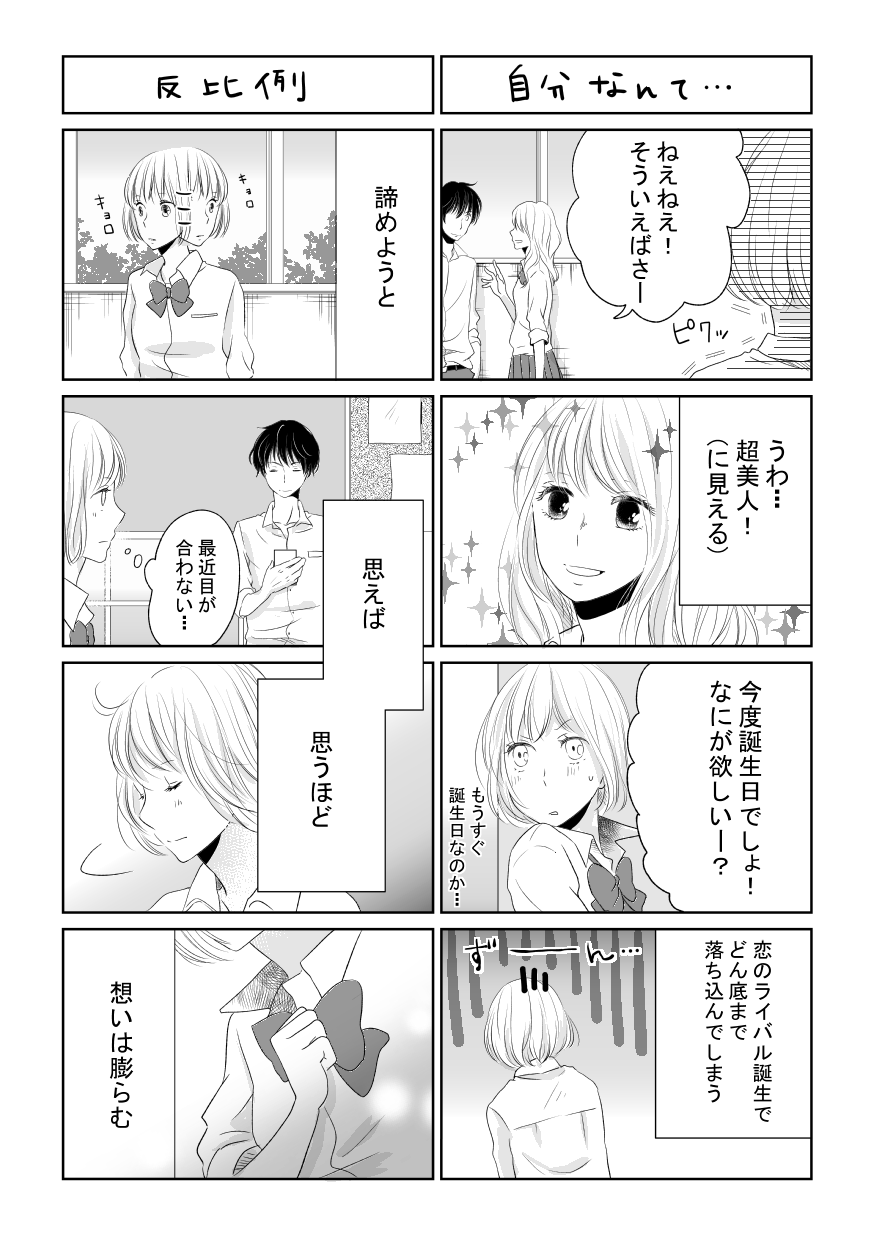 自分なんて…
ねえねえ！
そういえばさー
ピクッ
うわ…
超美人！
（に見える）
今度誕生日でしょ！
なにが欲しいー？
もうすぐ
誕生日なのか…
ずーん…
恋のライバル誕生で
どん底まで
落ち込んでしまう
反比例
諦めようと
キョロ
キョロ
思えば
最近目が
合わない…
思うほど
想いは膨らむ